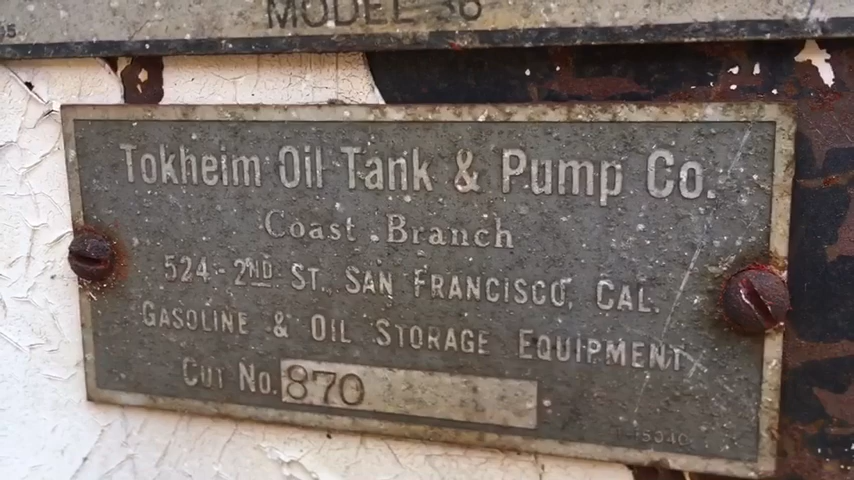 MODEL 36
Tokheim Oil Tank & Pump Co.
Coast Branch
524-2ND. ST. SAN FRANCISCO, CAL.
GASOLINE & OIL STORAGE EQUIPMENT
CUT NO. 870